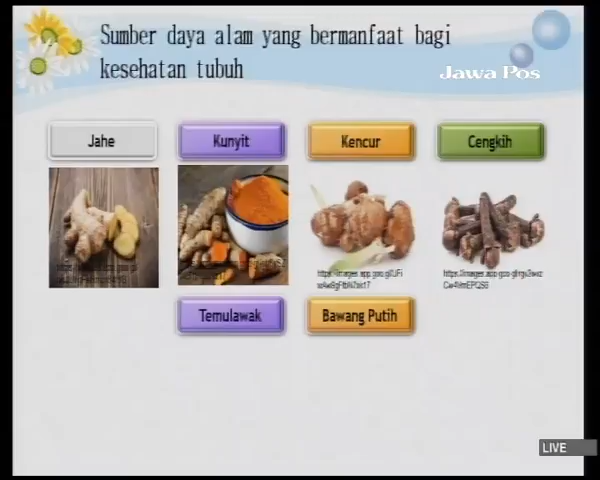 Sumber daya alam yang bermanfaat bagi
kesehatan tubuh
Jawa Pos
Jahe
Kunyit
Kencur
Cengkih
Temulawak
Bawang Putih
LIVE